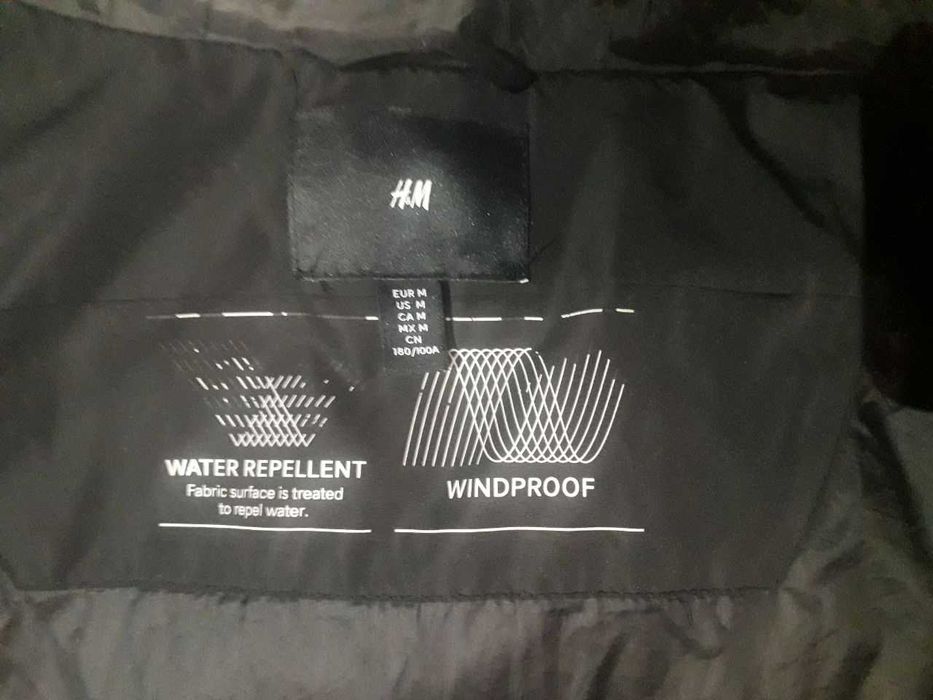 H&M
EUR M
US M
CA M
MX M
CN
180/100A
WATER REPELLENT
Fabric surface is treated
to repel water.
WINDPROOF